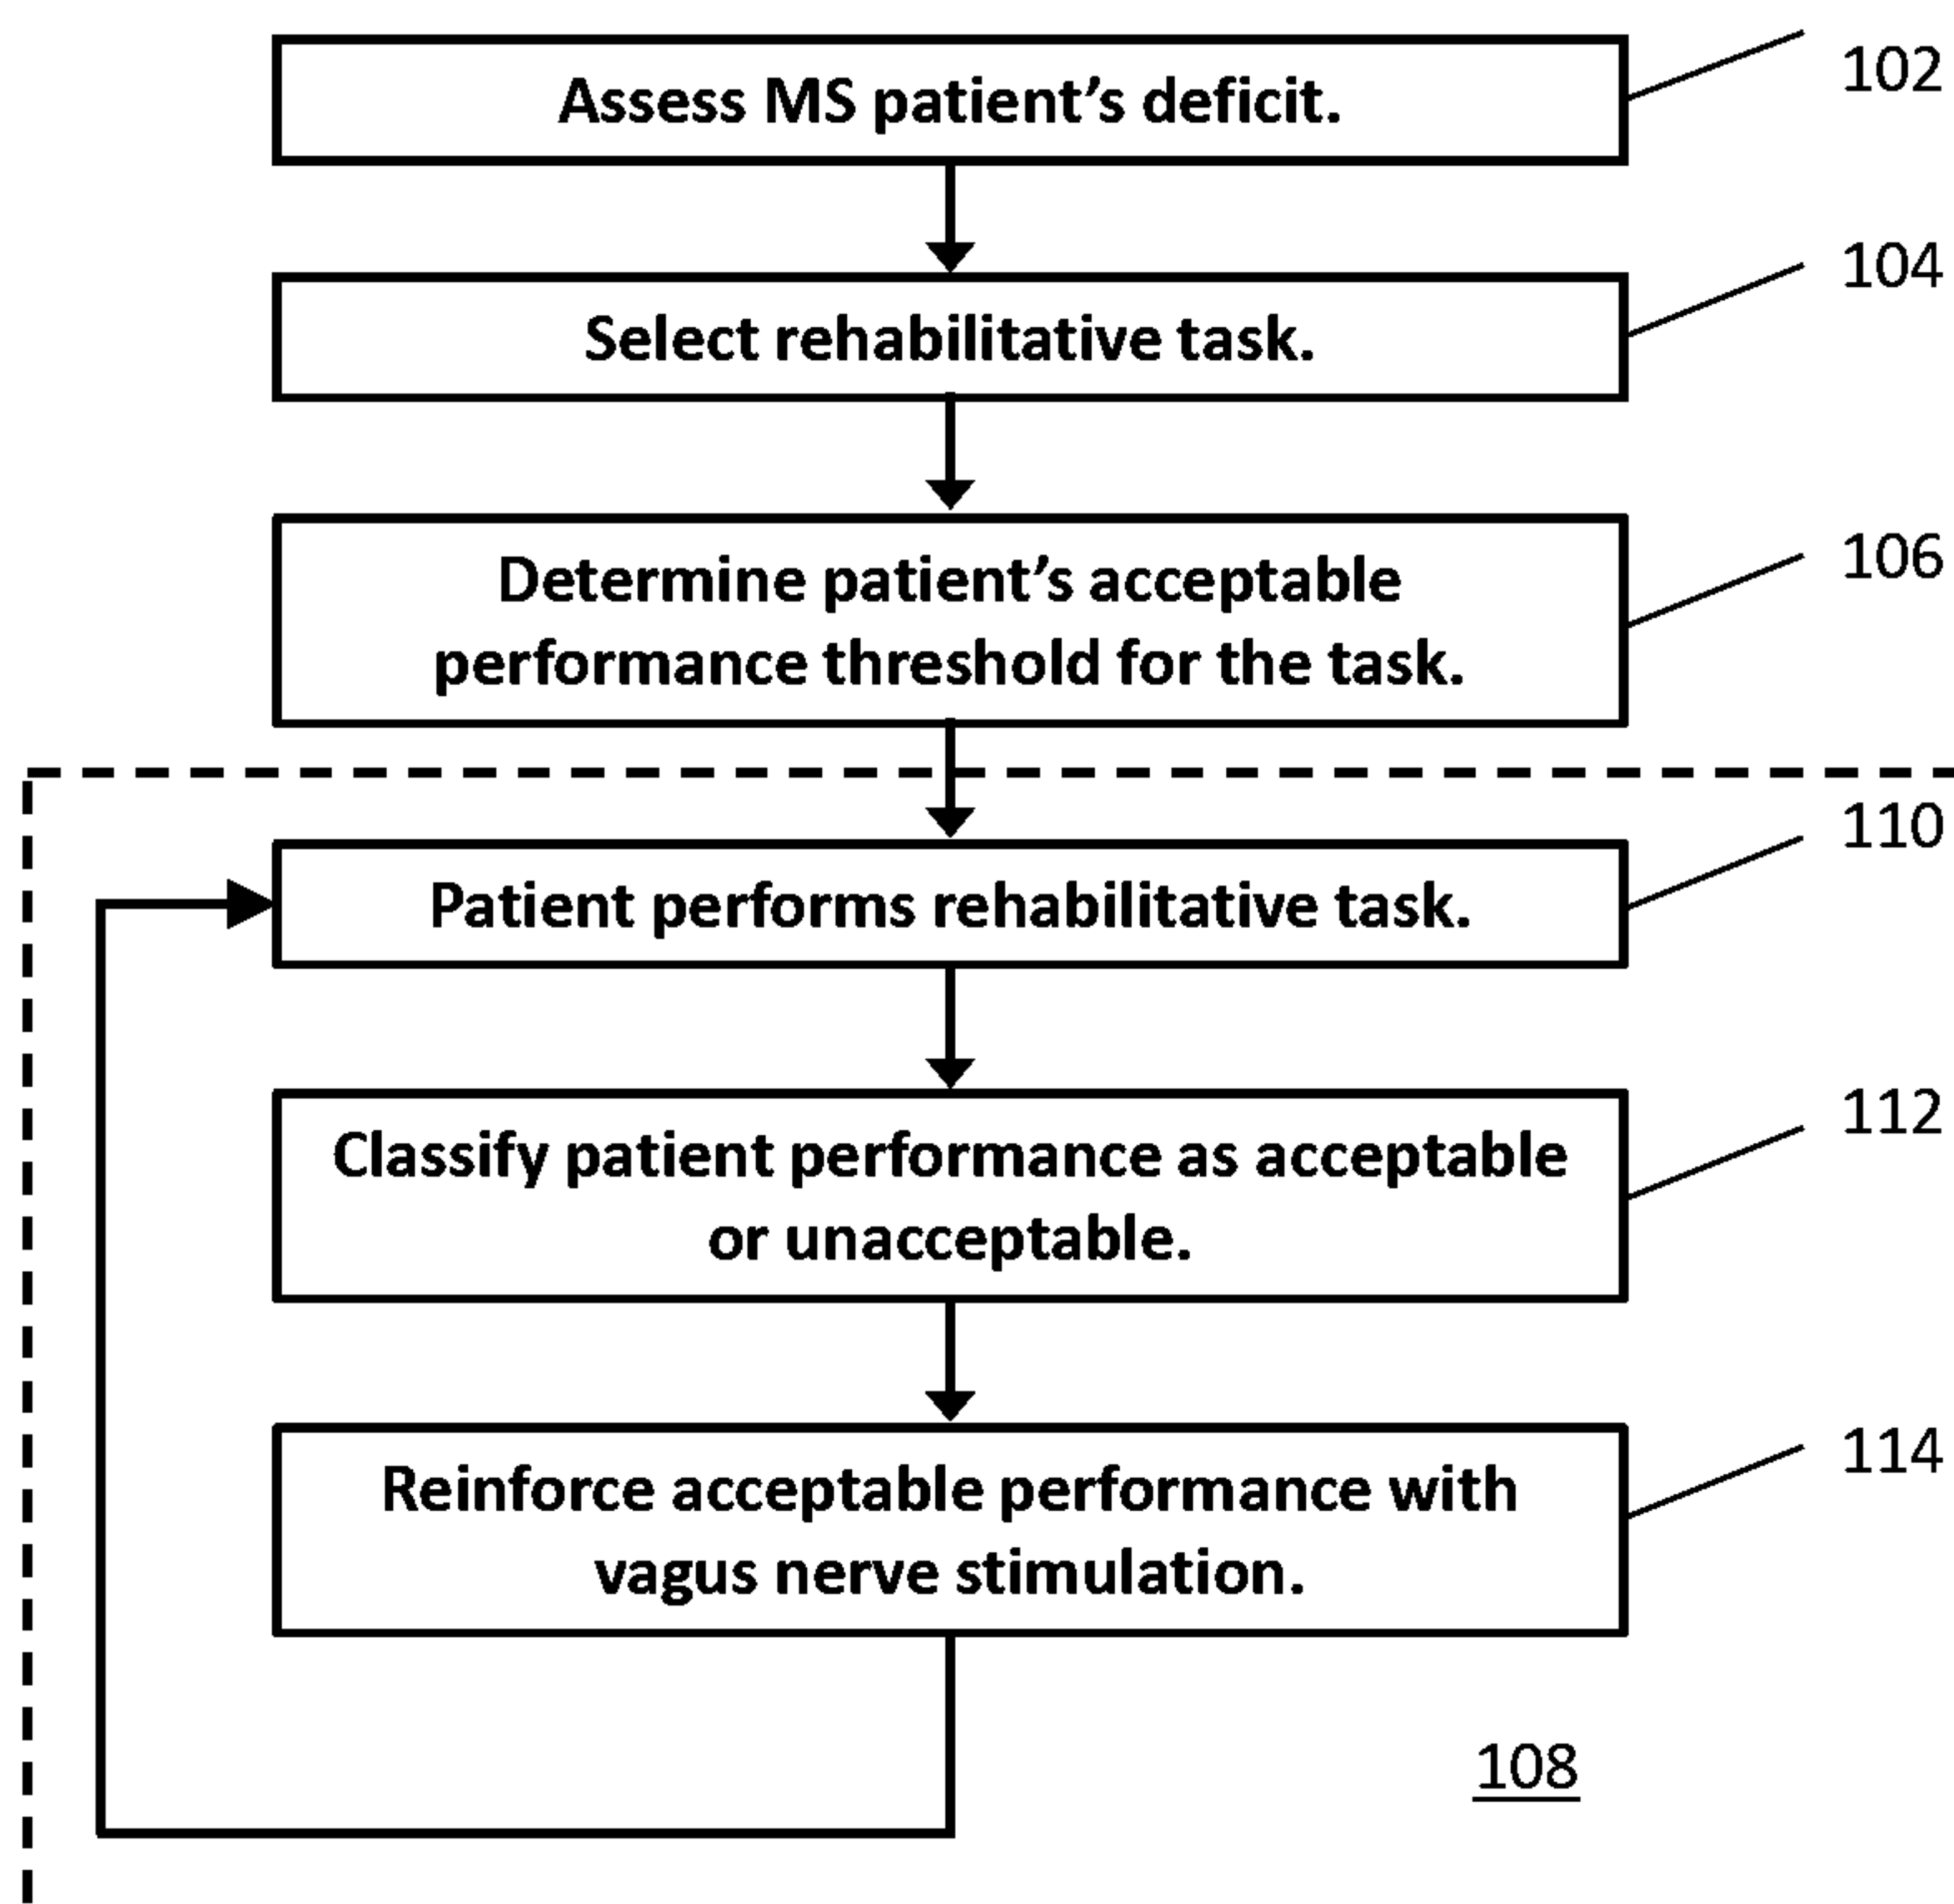 Assess MS patient’s deficit.
102
Select rehabilitative task.
104
Determine patient’s acceptable
performance threshold for the task.
106
Patient performs rehabilitative task.
110
Classify patient performance as acceptable
or unacceptable.
112
Reinforce acceptable performance with
vagus nerve stimulation.
114
108